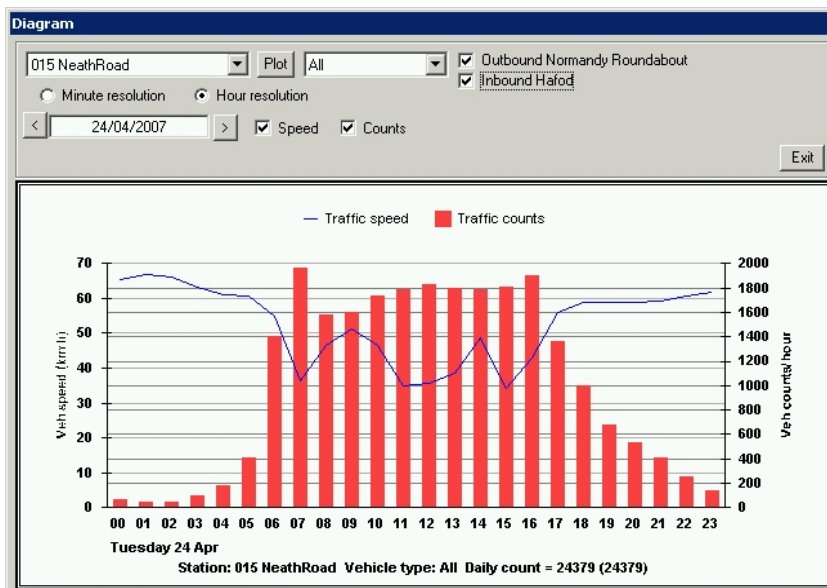 Diagram
015 NeathRoad Plot All Outbound Normandy Roundabout
Inbound Hafod
Minute resolution Hour resolution
< 24/04/2007 > Speed Counts
Exit
Traffic speed Traffic counts
70 2000
1800
60
1600
50
1400
1200
40
1000
30
800
20
600
400
10
200
0 0
Veh speed (km/h)
Veh counts/hour
00 01 02 03 04 05 06 07 08 09 10 11 12 13 14 15 16 17 18 19 20 21 22 23
Tuesday 24 Apr
Station: 015 NeathRoad Vehicle type: All Daily count = 24379 (24379)